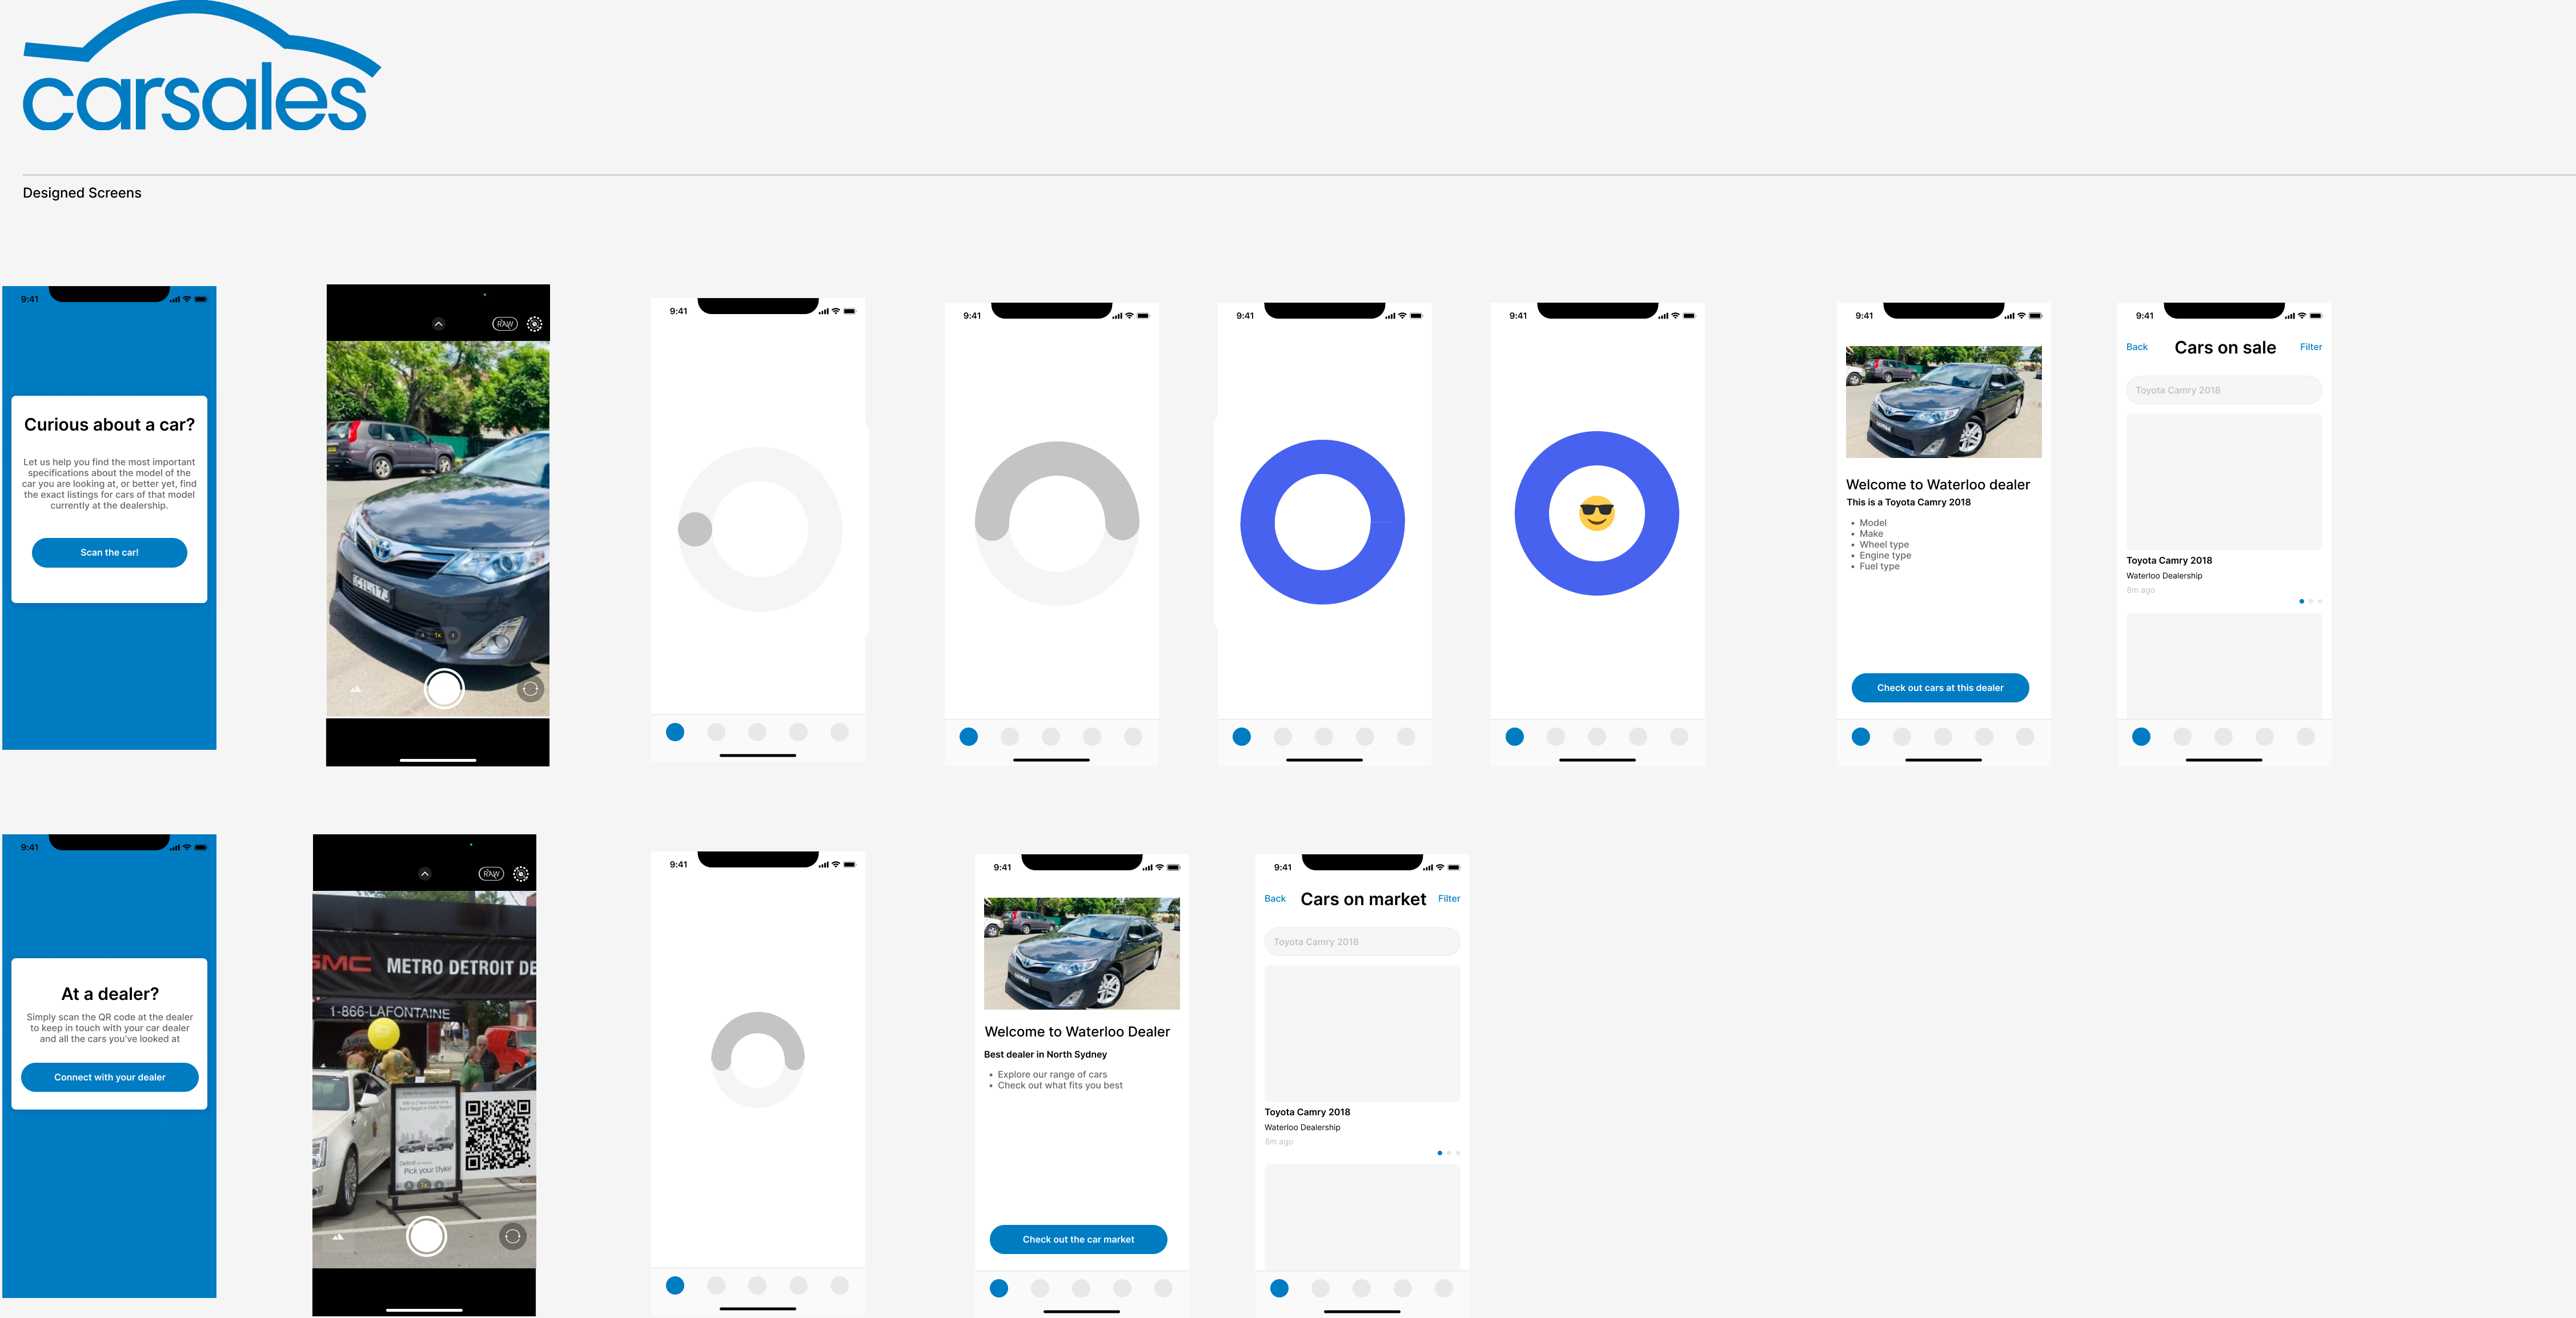 carsales
Designed Screens
9:41
Curious about a car?
Let us help you find the most important
specifications about the model of the
car you are looking at, or better yet, find
the exact listings for cars of that model
currently at the dealership.
Scan the car!
RAW
1x
9:41
9:41
9:41
9:41
9:41
Welcome to Waterloo dealer
This is a Toyota Camry 2018
• Model
• Make
• Wheel type
• Engine type
• Fuel type
Check out cars at this dealer
9:41
Back
Cars on sale
Filter
Toyota Camry 2018
Toyota Camry 2018
Waterloo Dealership
8m ago
9:41
At a dealer?
Simply scan the QR code at the dealer
to keep in touch with your car dealer
and all the cars you've looked at
Connect with your dealer
RAW
GMC METRO DETROIT DE
1-866-LAFONTAINE
Pick your Style!
1x
9:41
9:41
Welcome to Waterloo Dealer
Best dealer in North Sydney
• Explore our range of cars
• Check out what fits you best
Check out the car market
9:41
Back
Cars on market
Filter
Toyota Camry 2018
Toyota Camry 2018
Waterloo Dealership
8m ago